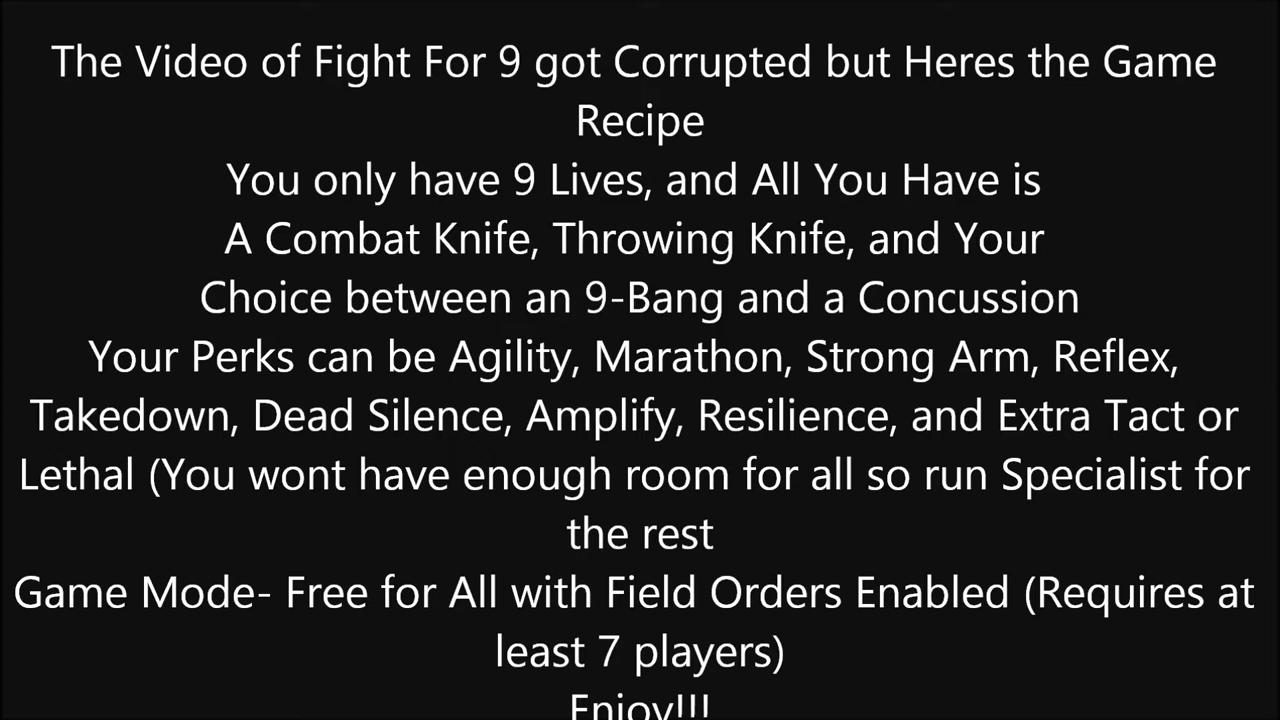 The Video of Fight For 9 got Corrupted but Heres the Game
Recipe
You only have 9 Lives, and All You Have is
A Combat Knife, Throwing Knife, and Your
Choice between an 9-Bang and a Concussion
Your Perks can be Agility, Marathon, Strong Arm, Reflex,
Takedown, Dead Silence, Amplify, Resilience, and Extra Tact or
Lethal (You wont have enough room for all so run Specialist for
the rest
Game Mode- Free for All with Field Orders Enabled (Requires at
least 7 players)
Enjoy!!!